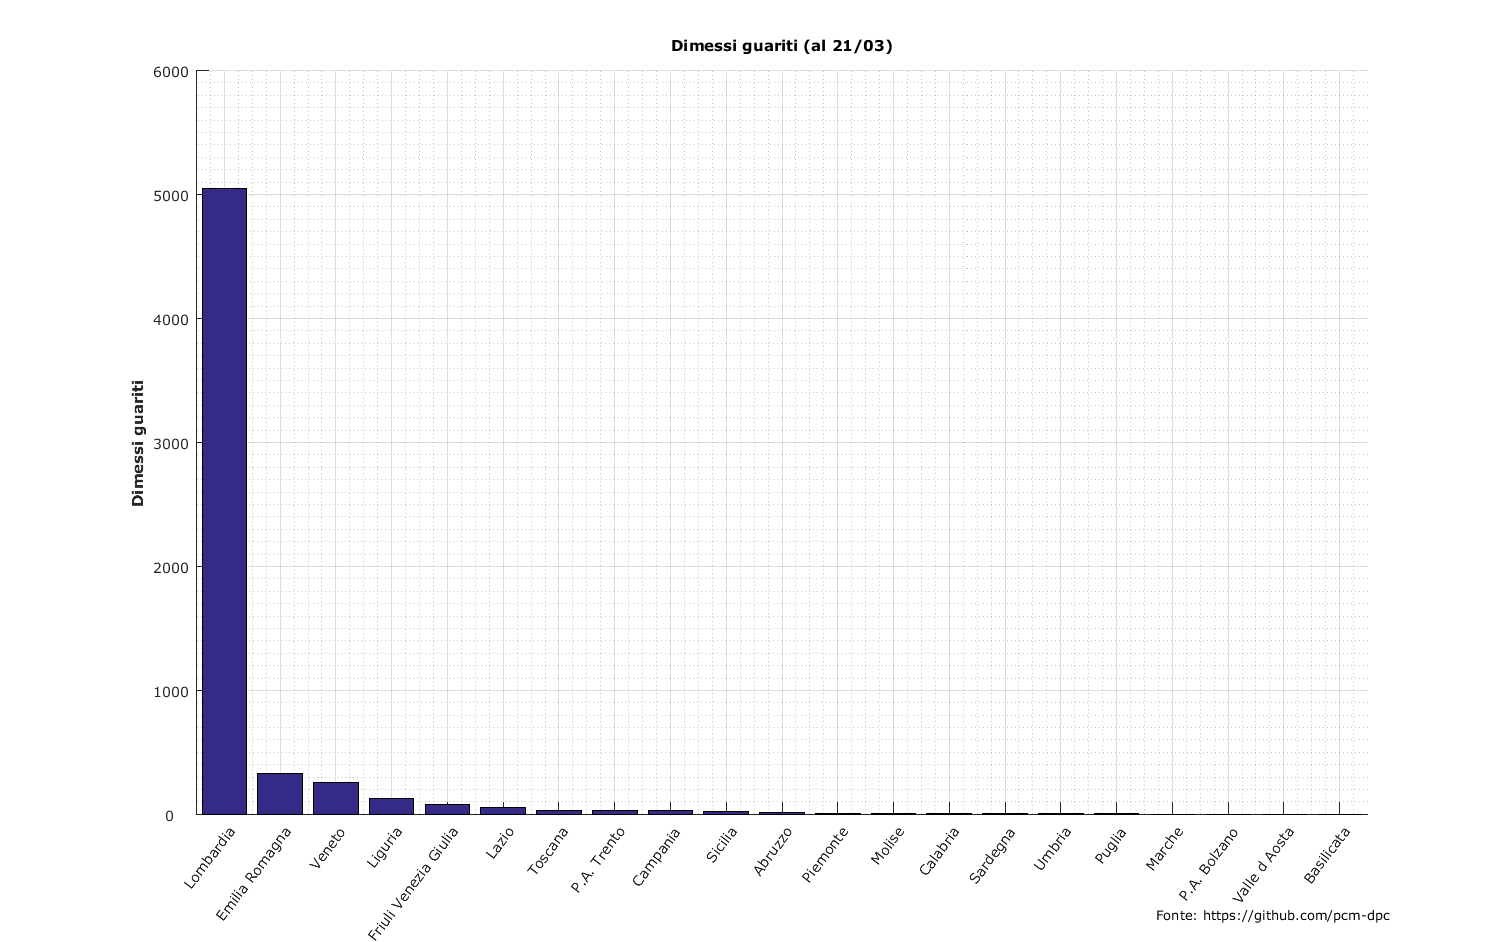 Dimessi guariti (al 21/03)
6000
5000
4000
3000
2000
1000
0
Dimessi guariti
Lombardia
Emilia Romagna
Veneto
Liguria
Friuli Venezia Giulia
Lazio
Toscana
P.A. Trento
Campania
Sicilia
Abruzzo
Piemonte
Molise
Calabria
Sardegna
Umbria
Puglia
Marche
P.A. Bolzano
Valle d Aosta
Basilicata
Fonte: https://github.com/pcm-dpc